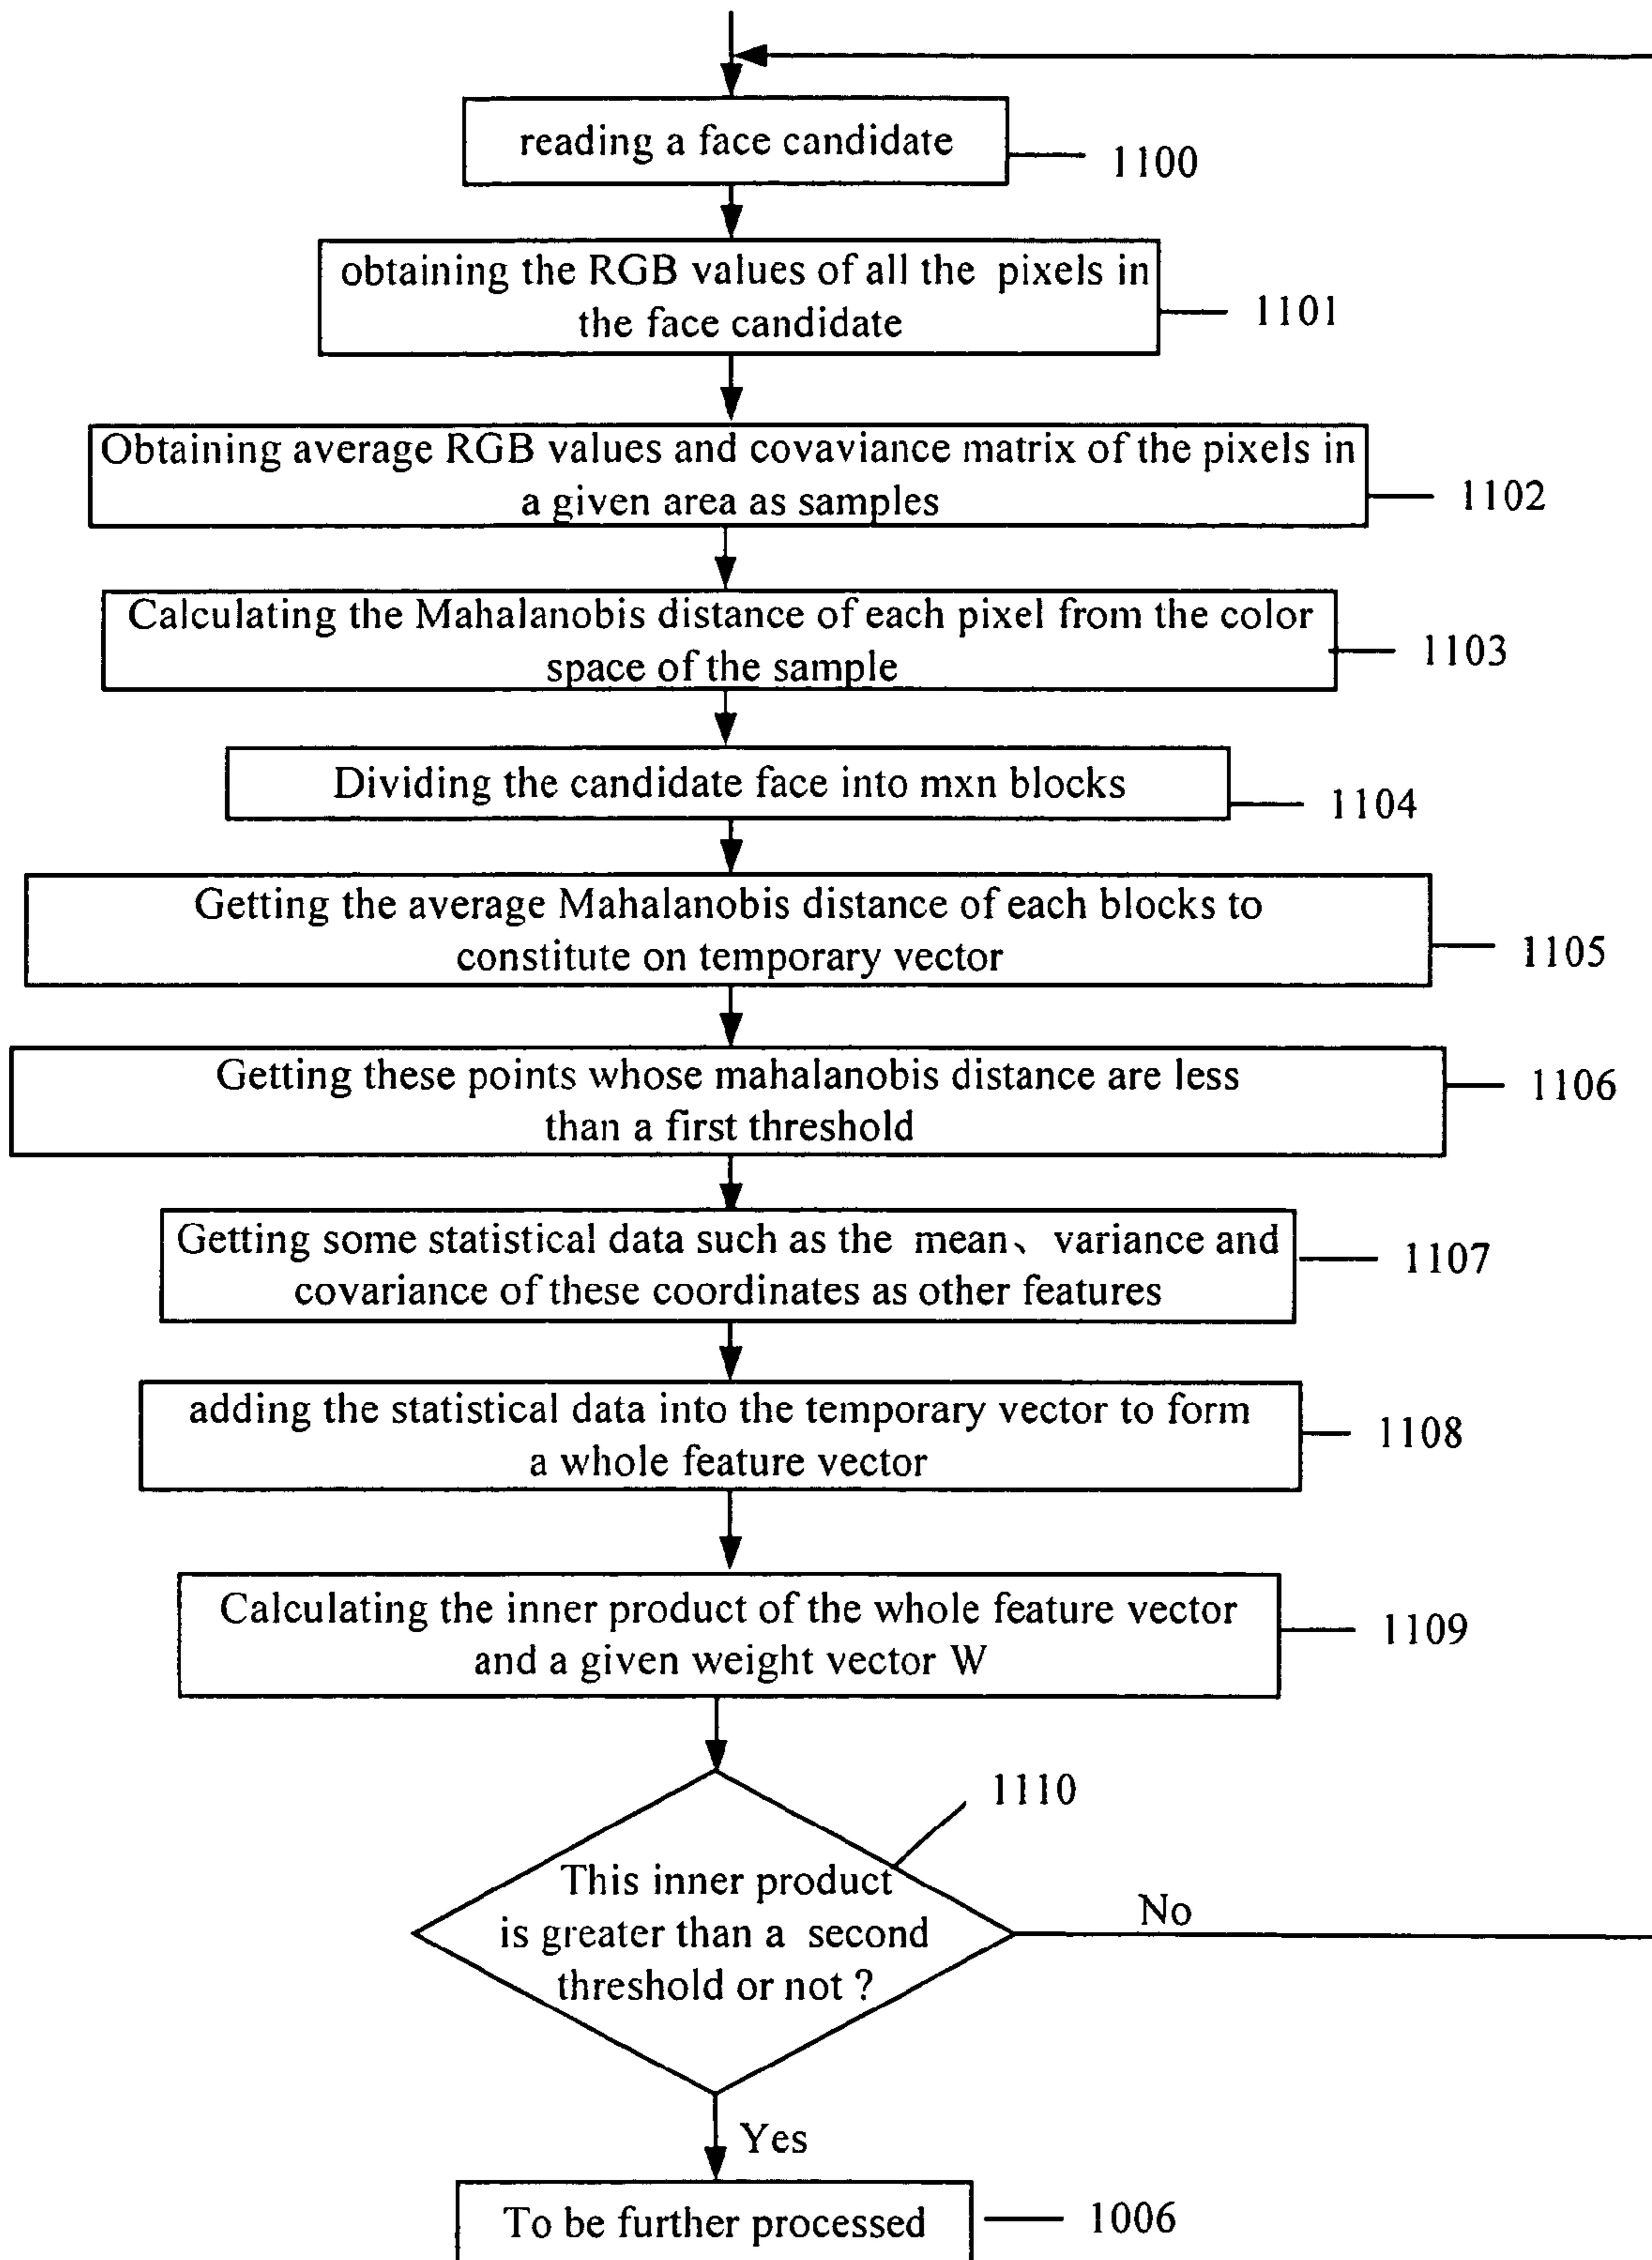 reading a face candidate
1100
obtaining the RGB values of all the pixels in
the face candidate
1101
Obtaining average RGB values and covaviance matrix of the pixels in
a given area as samples
1102
Calculating the Mahalanobis distance of each pixel from the color
space of the sample
1103
Dividing the candidate face into mxn blocks
1104
Getting the average Mahalanobis distance of each blocks to
constitute on temporary vector
1105
Getting these points whose mahalanobis distance are less
than a first threshold
1106
Getting some statistical data such as the mean、variance and
covariance of these coordinates as other features
1107
adding the statistical data into the temporary vector to form
a whole feature vector
1108
Calculating the inner product of the whole feature vector
and a given weight vector W
1109
1110
This inner product
is greater than a second
threshold or not ?
No
Yes
To be further processed
1006